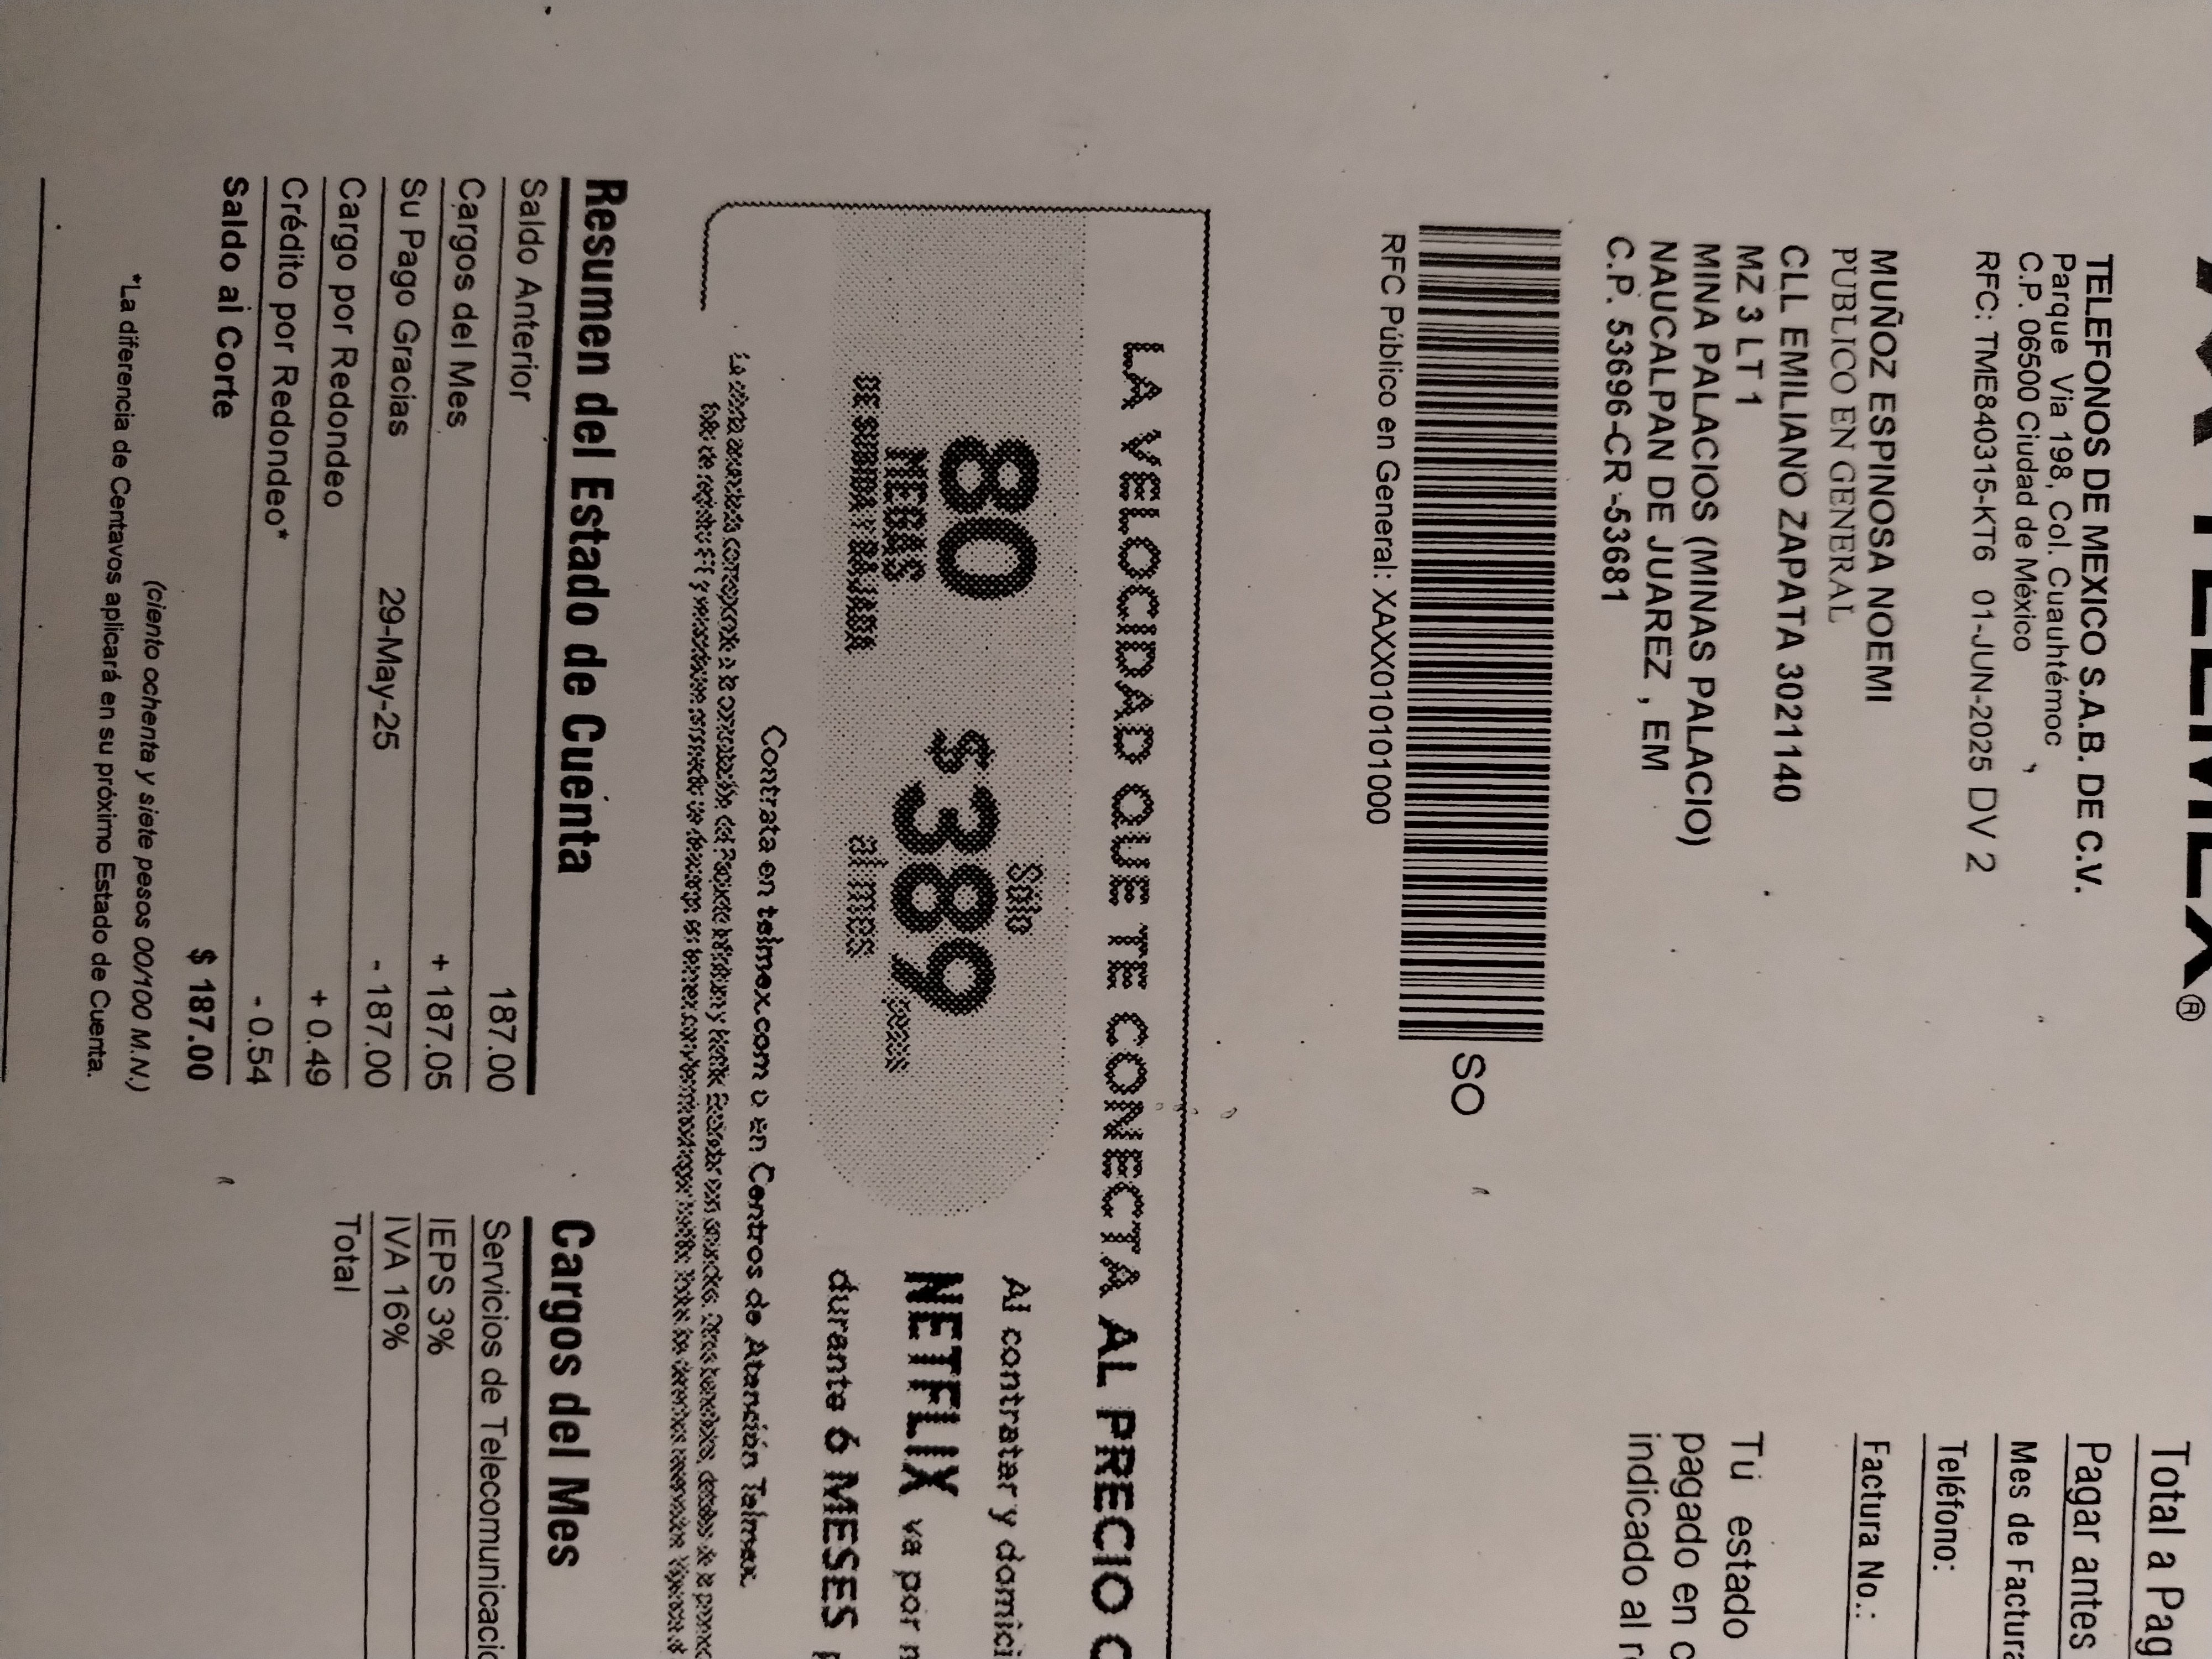 TELMEX®
TELEFONOS DE MEXICO S.A.B. DE C.V.
Parque Via 198, Col. Cuauhtémoc
C.P. 06500 Ciudad de México
RFC: TME840315-KT6 01-JUN-2025 DV 2
MUÑOZ ESPINOSA NOEMI
PUBLICO EN GENERAL
CLL EMILIANO ZAPATA 3021140
MZ 3 LT 1
MINA PALACIOS (MINAS PALACIO)
NAUCALPAN DE JUAREZ , EM
C.P. 53696-CR -53681
SO
RFC Público en General: XAXX010101000
Total a Pag
Pagar antes
Mes de Factura
Teléfono:
Factura No.:
Tu estado
pagado en
indicado al
LA VELOCIDAD QUE TE CONECTA AL PRECIO
80
MEGAS
DE SUBIDA Y BAJADA
Sólo
$389
pesos
al mes
Al contratar y domici
NETFLIX va por
durante 6 MESES
Contrata en telmex.com o en Centros de Atención Telmex.
Resumen del Estado de Cuenta
Saldo Anterior 187.00
Cargos del Mes + 187.05
Su Pago Gracias 29-May-25 - 187.00
Cargo por Redondeo + 0.49
Crédito por Redondeo* - 0.54
Saldo al Corte $ 187.00
(ciento ochenta y siete pesos 00/100 M.N.)
*La diferencia de Centavos aplicará en su próximo Estado de Cuenta.
Cargos del Mes
Servicios de Telecomunicacio
IEPS 3%
IVA 16%
Total